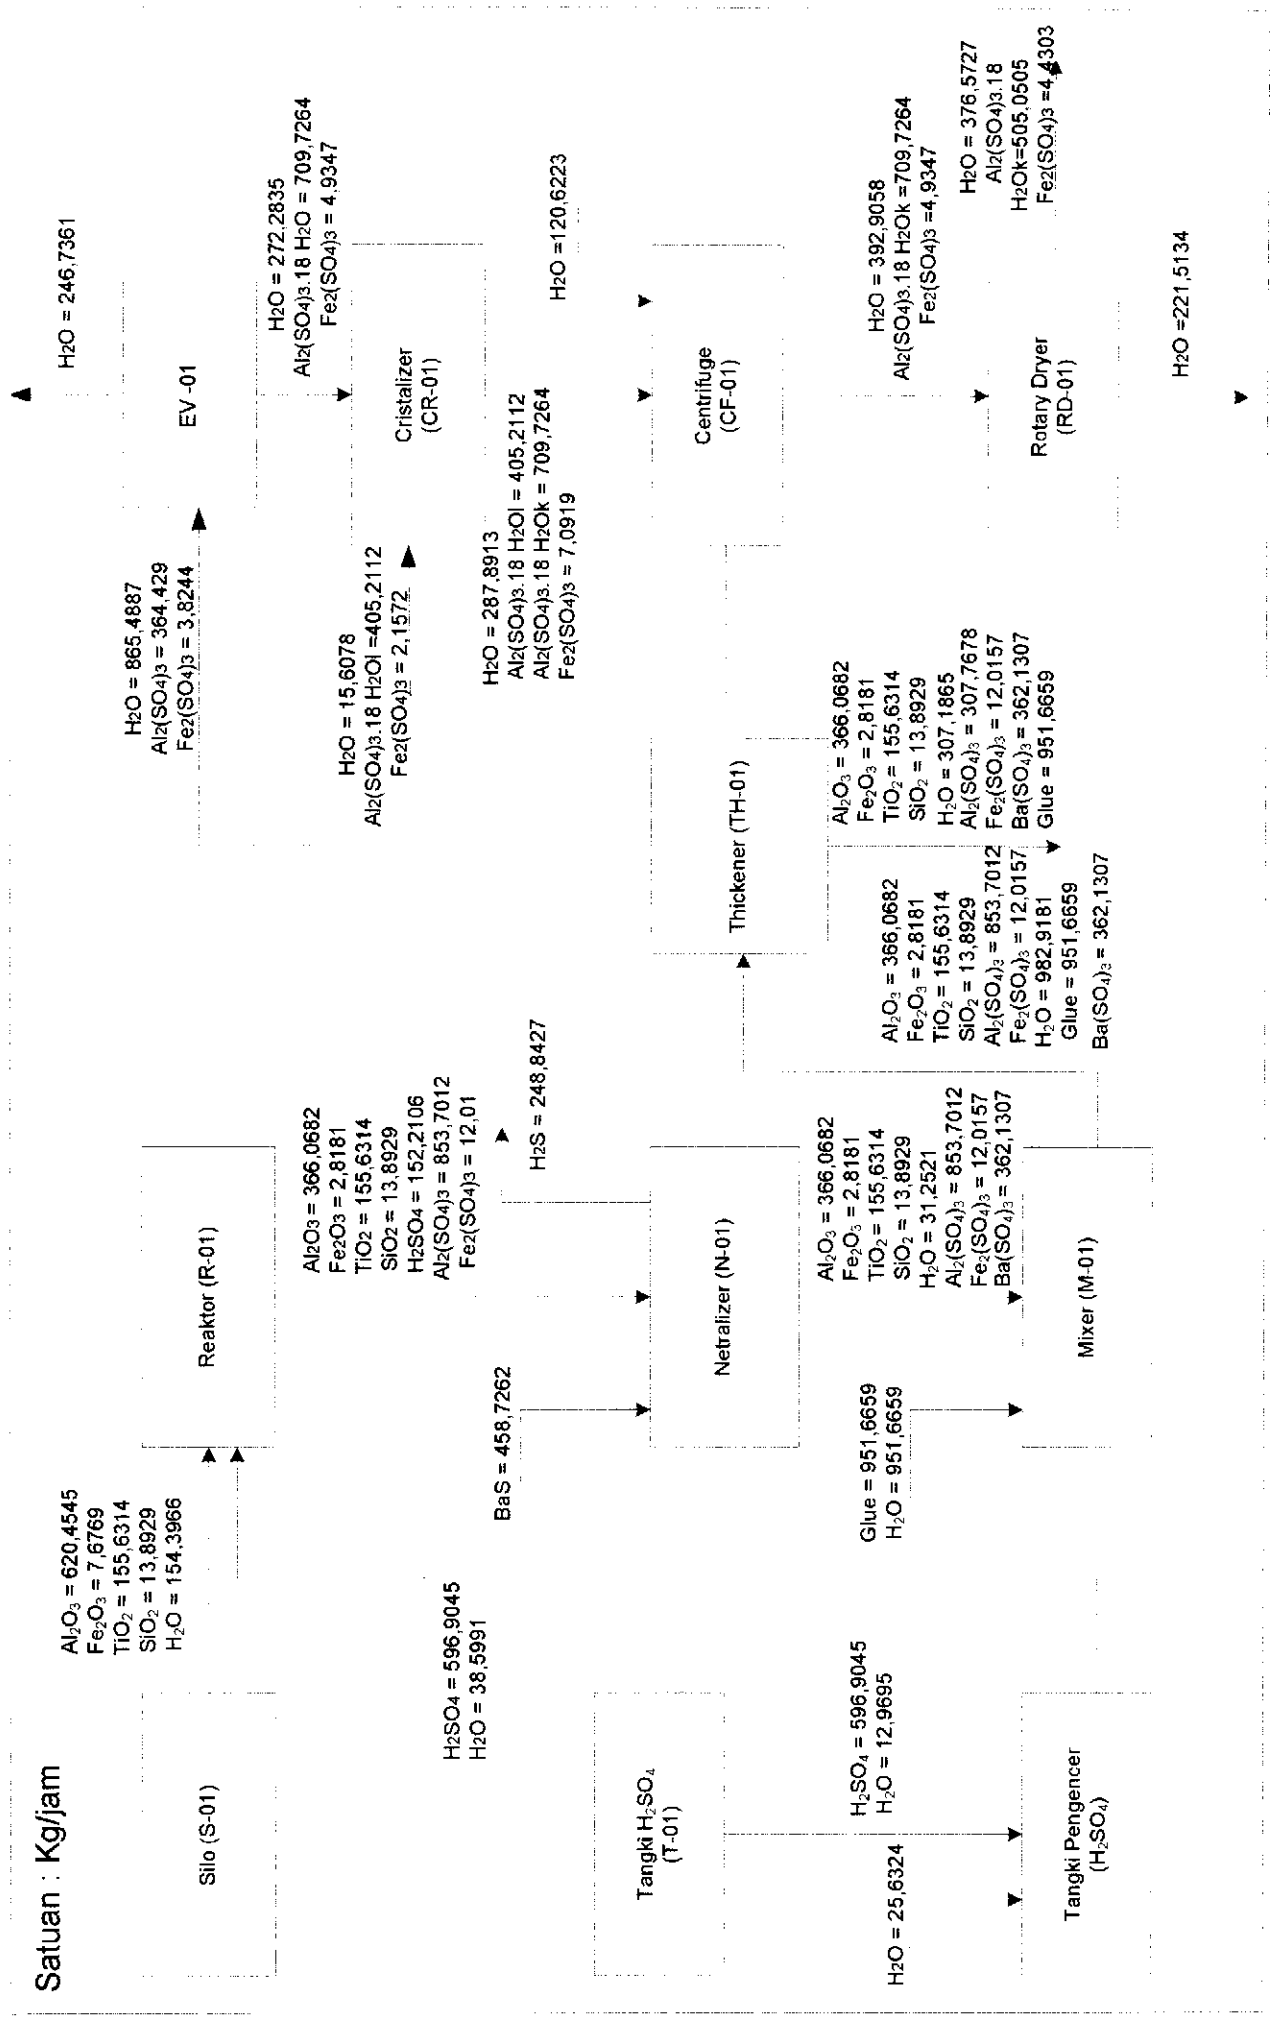 Satuan : Kg/jam
Silo (S-01)
Al2O3 = 620,4545
Fe2O3 = 7,6769
TiO2 = 155,6314
SiO2 = 13,8929
H2O = 154,3966
Reaktor (R-01)
H2SO4 = 596,9045
H2O = 38,5991
Al2O3 = 366,0682
Fe2O3 = 2,8181
TiO2 = 155,6314
SiO2 = 13,8929
H2SO4 = 152,2106
Al2(SO4)3 = 853,7012
Fe2(SO4)3 = 12,01
BaS = 458,7262
H2S = 248,8427
Tangki H2SO4
(T-01)
Netralizer (N-01)
H2SO4 = 596,9045
H2O = 12,9695
H2O = 25,6324
Tangki Pengencer
(H2SO4)
Glue = 951,6659
H2O = 951,6659
Al2O3 = 366,0682
Fe2O3 = 2,8181
TiO2 = 155,6314
SiO2 = 13,8929
H2O = 31,2521
Al2(SO4)3 = 853,7012
Fe2(SO4)3 = 12,0157
Ba(SO4)3 = 362,1307
Mixer (M-01)
Al2O3 = 366,0682
Fe2O3 = 2,8181
TiO2 = 155,6314
SiO2 = 13,8929
Al2(SO4)3 = 853,7012
Fe2(SO4)3 = 12,0157
H2O = 982,9181
Glue = 951,6659
Ba(SO4)3 = 362,1307
Thickener (TH-01)
Al2O3 = 366,0682
Fe2O3 = 2,8181
TiO2 = 155,6314
SiO2 = 13,8929
H2O = 307,1865
Al2(SO4)3 = 307,7678
Fe2(SO4)3 = 12,0157
Ba(SO4)3 = 362,1307
Glue = 951,6659
H2O = 865,4887
Al2(SO4)3 = 364,429
Fe2(SO4)3 = 3,8244
EV -01
H2O = 246,7361
H2O = 272,2835
Al2(SO4)3.18 H2O = 709,7264
Fe2(SO4)3 = 4,9347
H2O = 15,6078
Al2(SO4)3.18 H2Ol =405,2112
Fe2(SO4)3 = 2,1572
Cristalizer
(CR-01)
H2O = 287,8913
Al2(SO4)3.18 H2Ol = 405,2112
Al2(SO4)3.18 H2Ok = 709,7264
Fe2(SO4)3 = 7,0919
H2O =120,6223
Centrifuge
(CF-01)
H2O = 392,9058
Al2(SO4)3.18 H2Ok =709,7264
Fe2(SO4)3 =4,9347
Rotary Dryer
(RD-01)
H2O = 376,5727
Al2(SO4)3.18
H2Ok=505,0505
Fe2(SO4)3 =4,4303
H2O =221,5134